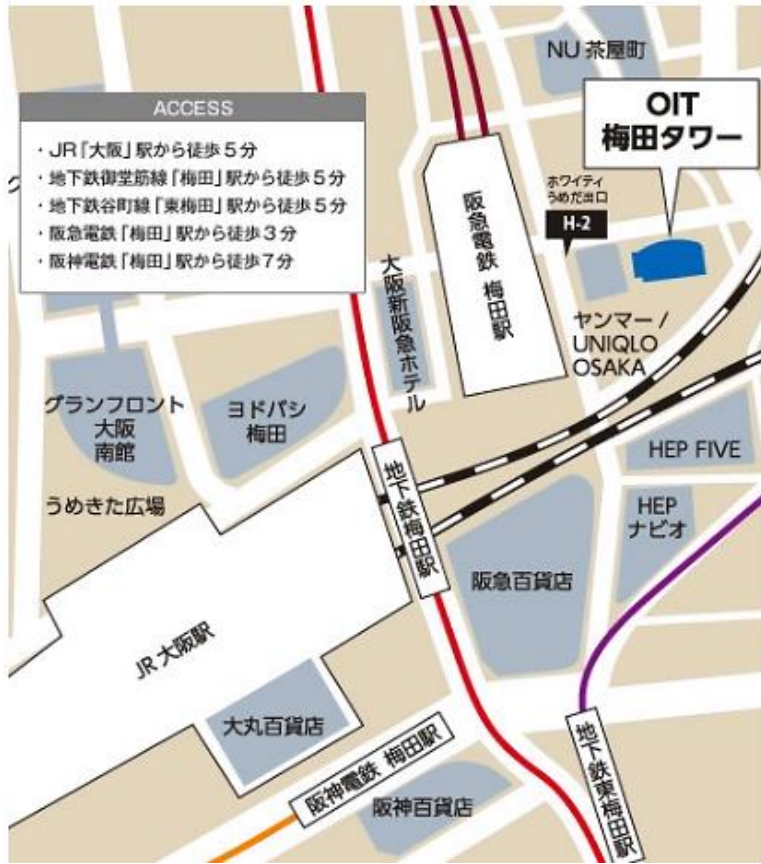 NU 茶屋町
OIT
梅田タワー
ACCESS
・JR「大阪」駅から徒歩5分
・地下鉄御堂筋線「梅田」駅から徒歩5分
・地下鉄谷町線「東梅田」駅から徒歩5分
・阪急電鉄「梅田」駅から徒歩3分
・阪神電鉄「梅田」駅から徒歩7分
ホワイティ
うめだ出口
H-2
阪急電鉄 梅田駅
大阪新阪急ホテル
ヤンマー /
UNIQLO
OSAKA
グランフロント
大阪
南館
ヨドバシ
梅田
HEP FIVE
うめきた広場
地下鉄梅田駅
HEP
ナビオ
阪急百貨店
JR 大阪駅
大丸百貨店
阪神電鉄 梅田駅
地下鉄東梅田駅
阪神百貨店